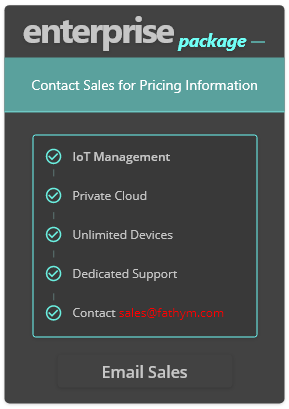 enterprise package
Contact Sales for Pricing Information
IoT Management
Private Cloud
Unlimited Devices
Dedicated Support
Contact sales@fathym.com
Email Sales